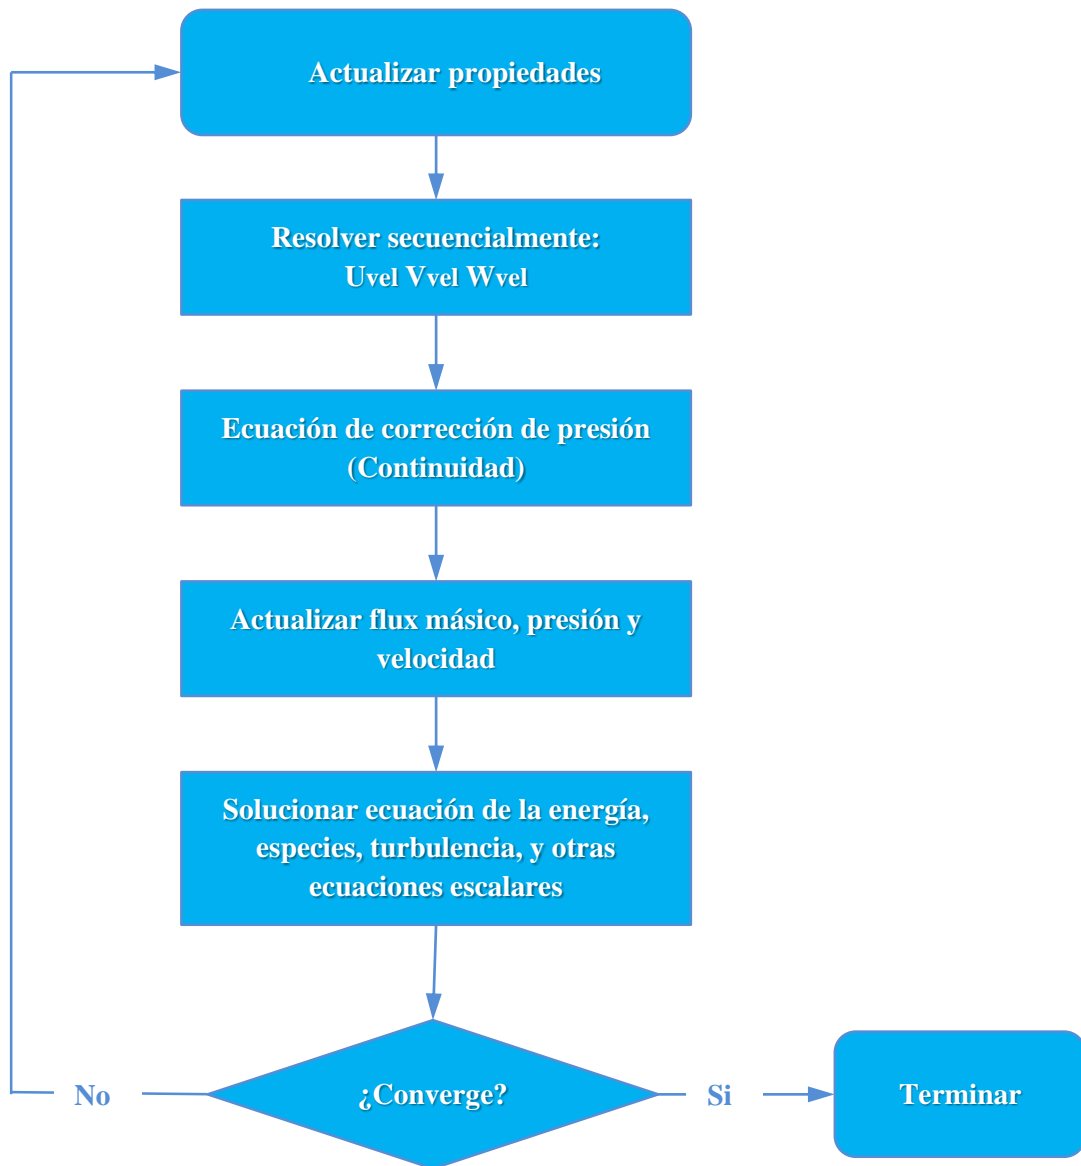 Actualizar propiedades
Resolver secuencialmente:
Uvel Vvel Wvel
Ecuación de corrección de presión
(Continuidad)
Actualizar flux másico, presión y
velocidad
Solucionar ecuación de la energía,
especies, turbulencia, y otras
ecuaciones escalares
¿Converge?
No
Si
Terminar